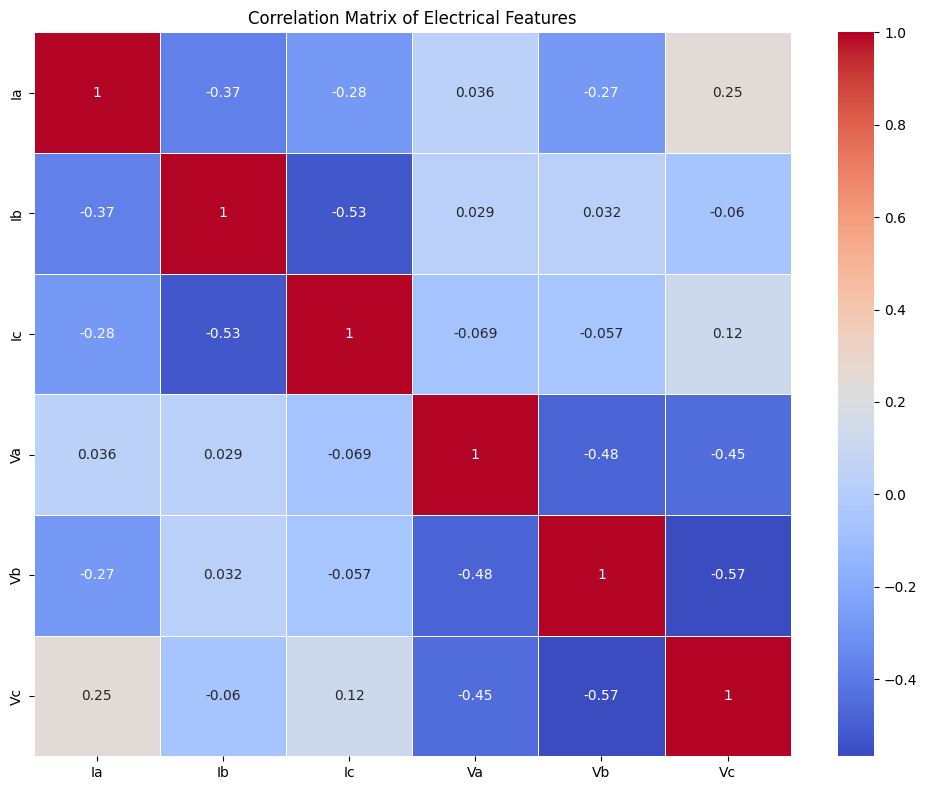 Correlation Matrix of Electrical Features
Ia 1 -0.37 -0.28 0.036 -0.27 0.25
Ib -0.37 1 -0.53 0.029 0.032 -0.06
Ic -0.28 -0.53 1 -0.069 -0.057 0.12
Va 0.036 0.029 -0.069 1 -0.48 -0.45
Vb -0.27 0.032 -0.057 -0.48 1 -0.57
Vc 0.25 -0.06 0.12 -0.45 -0.57 1
Ia Ib Ic Va Vb Vc
1.0
0.8
0.6
0.4
0.2
0.0
−0.2
−0.4